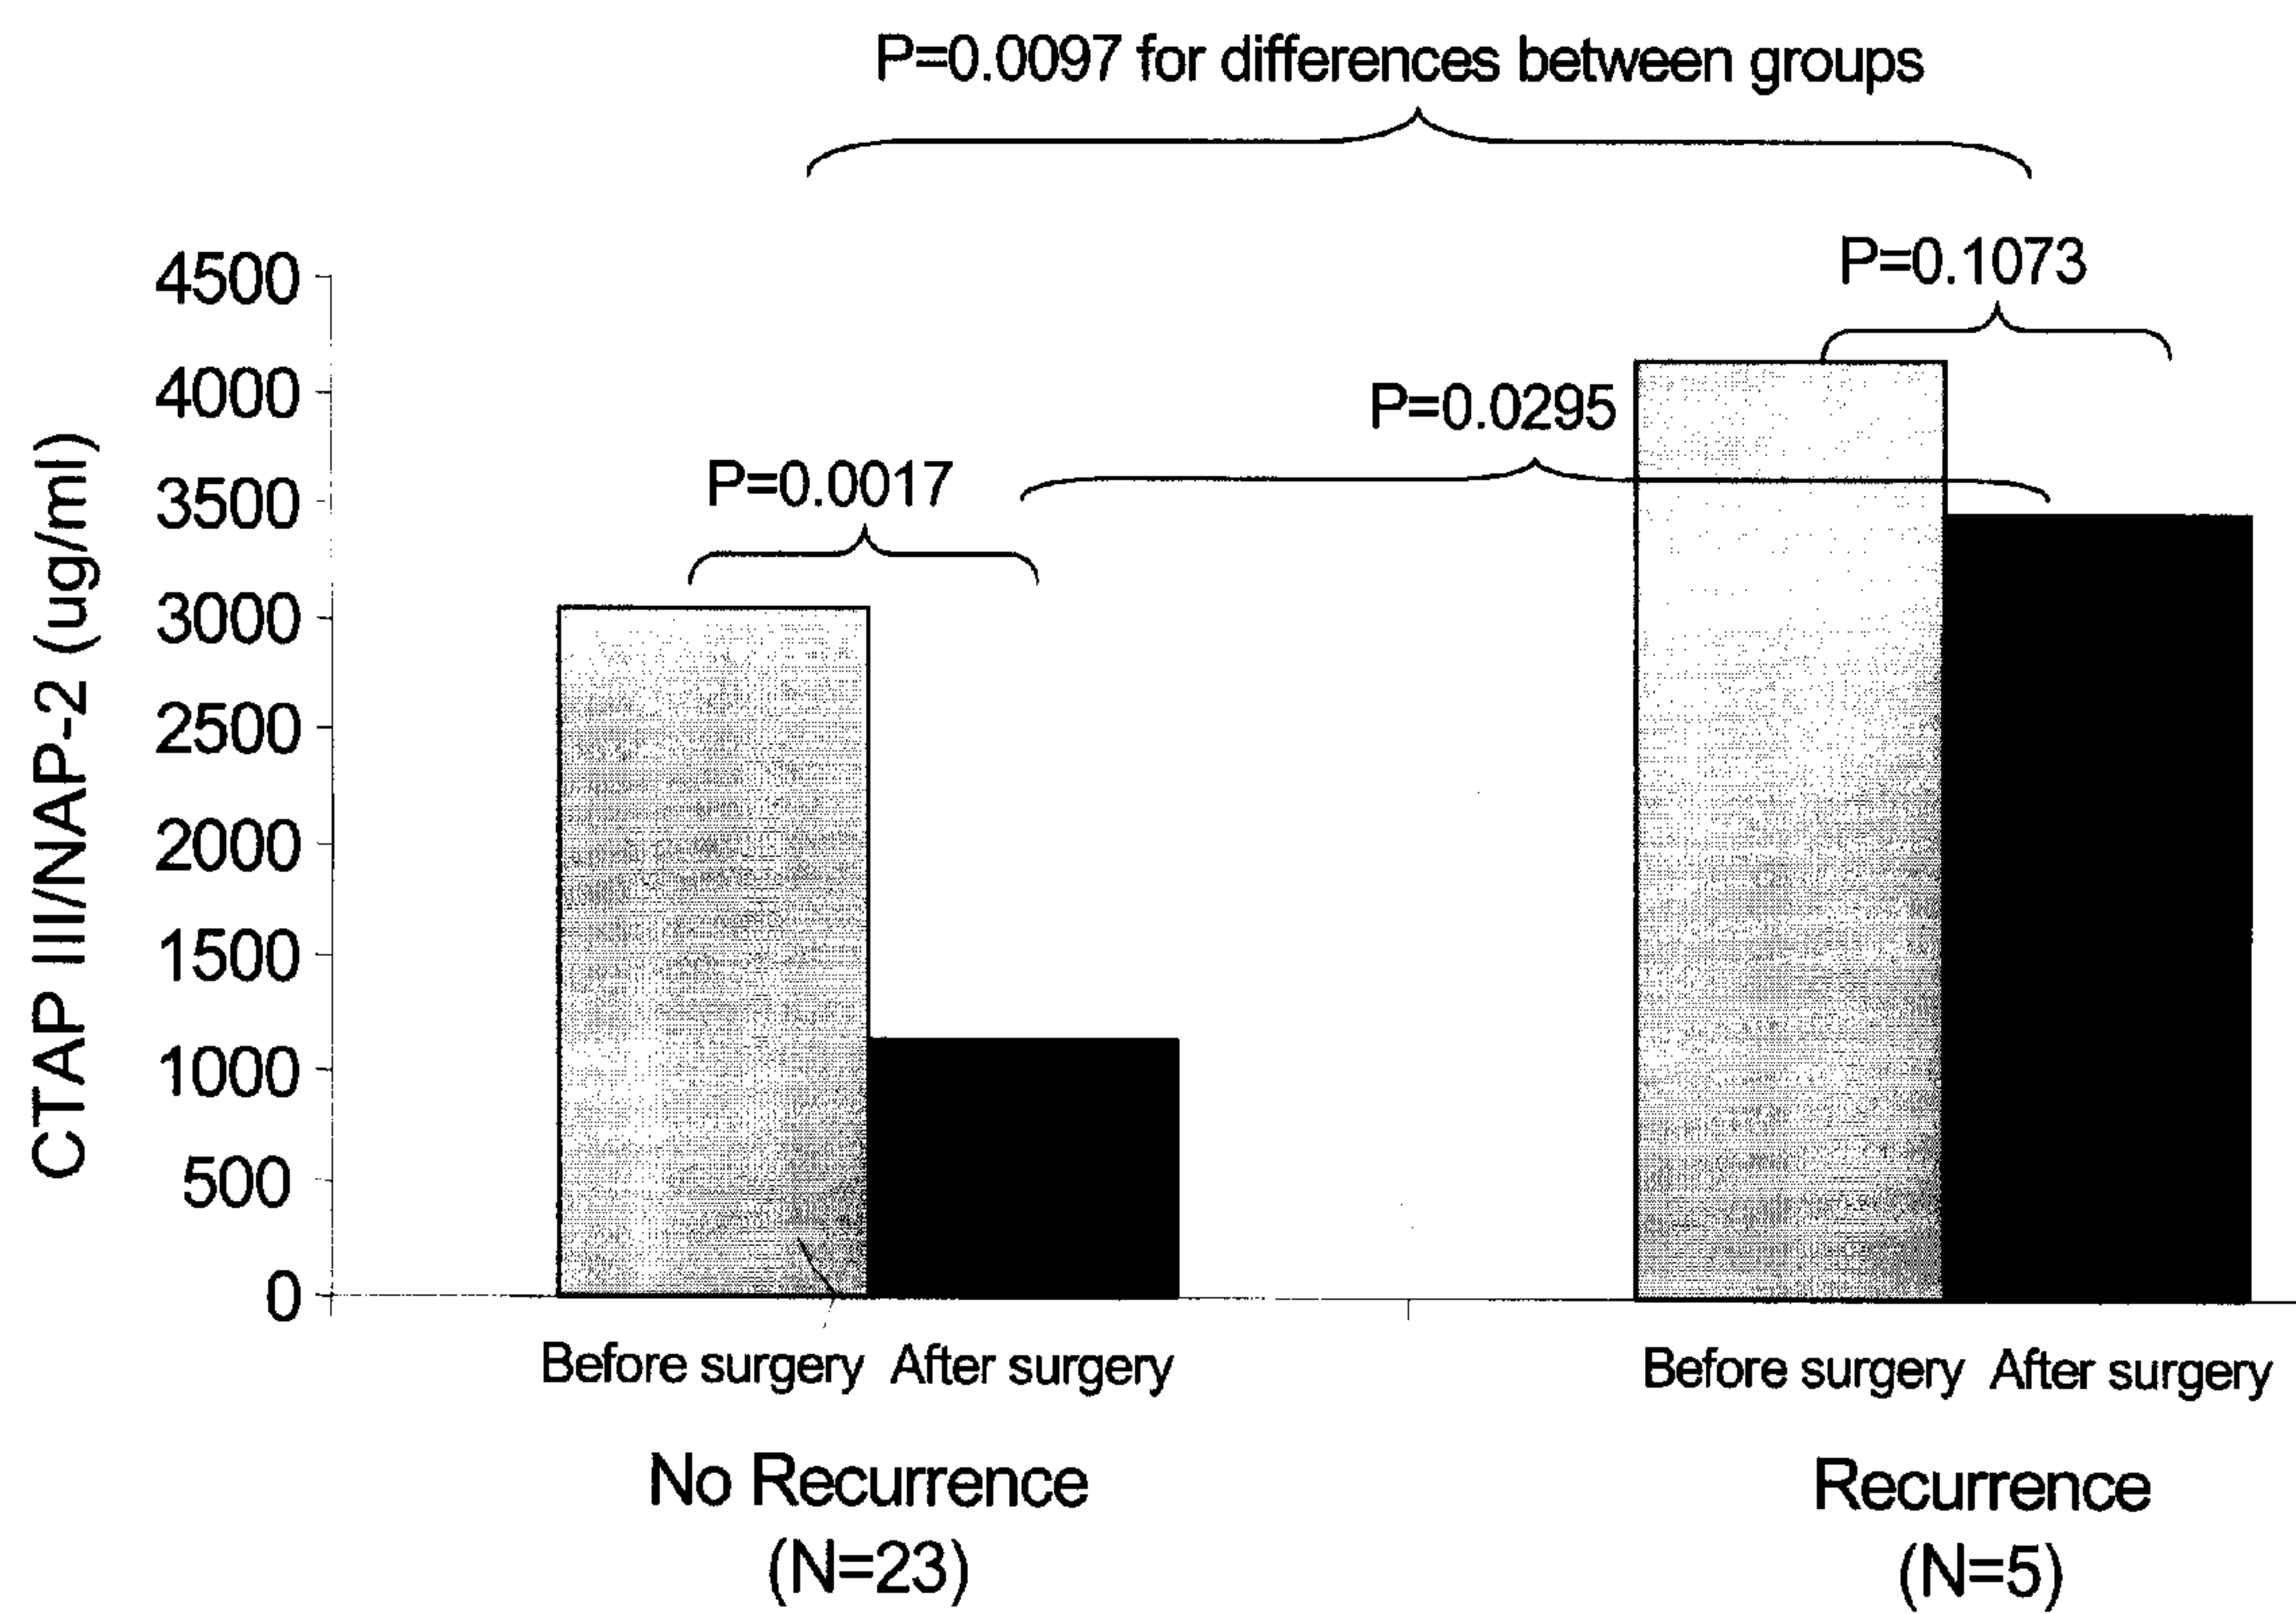 P=0.0097 for differences between groups
P=0.1073
P=0.0295
P=0.0017
CTAP III/NAP-2 (ug/ml)
4500
4000
3500
3000
2500
2000
1500
1000
500
0
Before surgery After surgery
Before surgery After surgery
No Recurrence
(N=23)
Recurrence
(N=5)